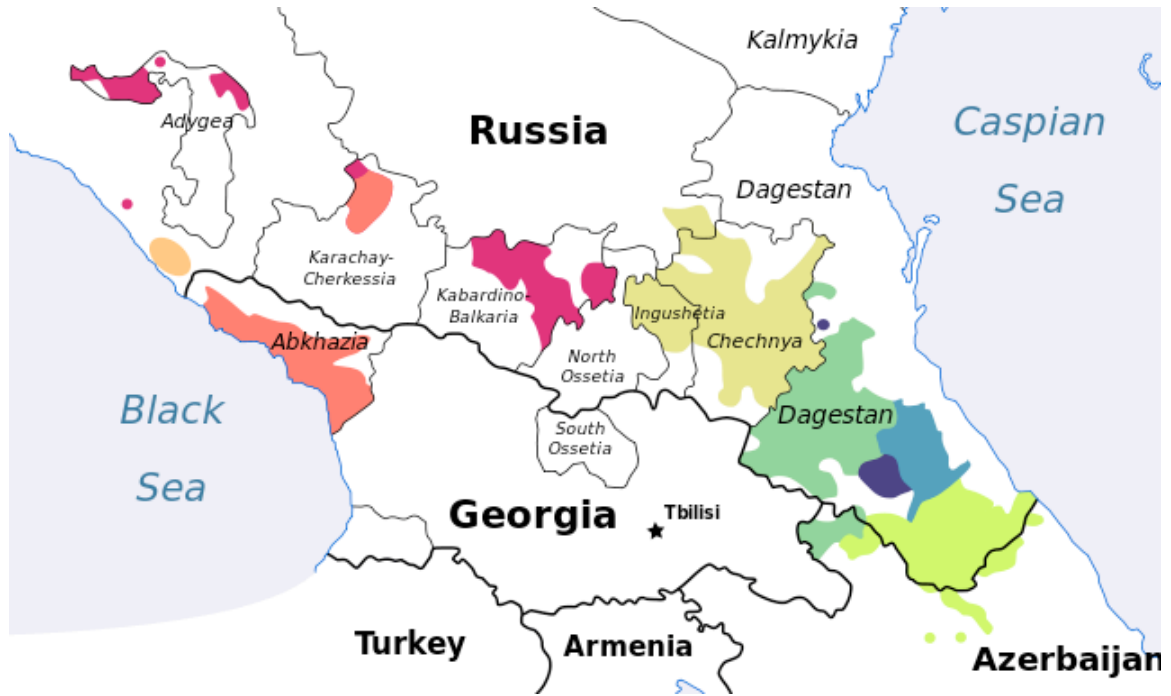 Kalmykia
Caspian
Sea
Adygea
Russia
Dagestan
Karachay-
Cherkessia
Kabardino-
Balkaria
Ingushetia
Chechnya
Abkhazia
North
Ossetia
Black
Sea
Dagestan
South
Ossetia
Georgia
Tbilisi
Turkey
Armenia
Azerbaijan